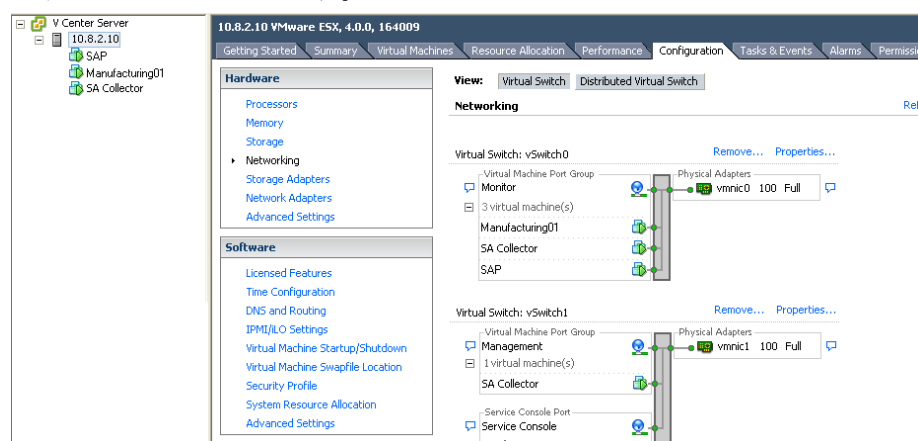 V Center Server
10.8.2.10
SAP
Manufacturing01
SA Collector
10.8.2.10 VMware ESX, 4.0.0, 164009
Getting Started Summary Virtual Machines Resource Allocation Performance Configuration Tasks & Events Alarms Permissi
Hardware
Processors
Memory
Storage
Networking
Storage Adapters
Network Adapters
Advanced Settings
Software
Licensed Features
Time Configuration
DNS and Routing
IPMI/iLO Settings
Virtual Machine Startup/Shutdown
Virtual Machine Swapfile Location
Security Profile
System Resource Allocation
Advanced Settings
View: Virtual Switch Distributed Virtual Switch
Networking
Virtual Switch: vSwitch0 Remove... Properties...
Virtual Machine Port Group Physical Adapters
Monitor vmnic0 100 Full
3 virtual machine(s)
Manufacturing01
SA Collector
SAP
Virtual Switch: vSwitch1 Remove... Properties...
Virtual Machine Port Group Physical Adapters
Management vmnic1 100 Full
1 virtual machine(s)
SA Collector
Service Console Port
Service Console